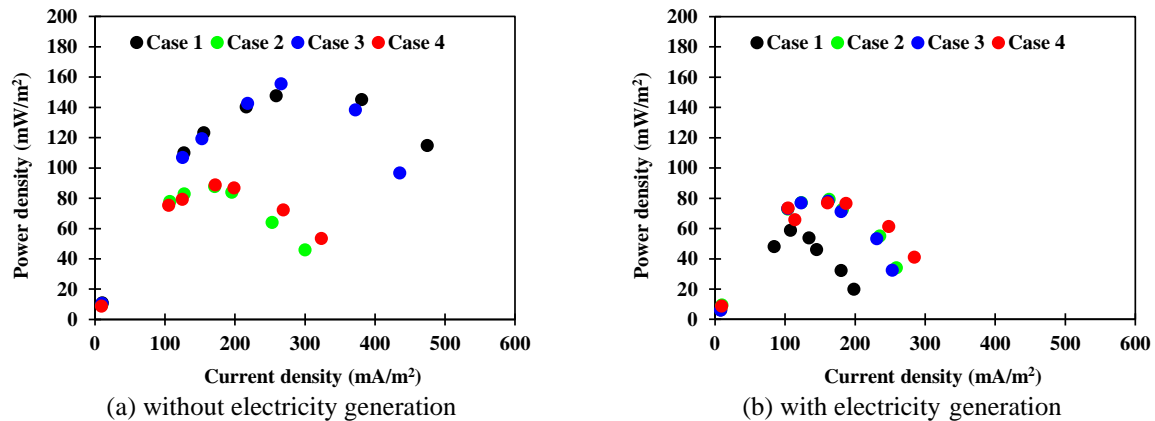 200
180
160
140
120
100
80
60
40
20
0
Power density (mW/m²)
Case 1 Case 2 Case 3 Case 4
0 100 200 300 400 500 600
Current density (mA/m²)
(a) without electricity generation
200
180
160
140
120
100
80
60
40
20
0
Power density (mW/m²)
Case 1 Case 2 Case 3 Case 4
0 100 200 300 400 500 600
Current density (mA/m²)
(b) with electricity generation